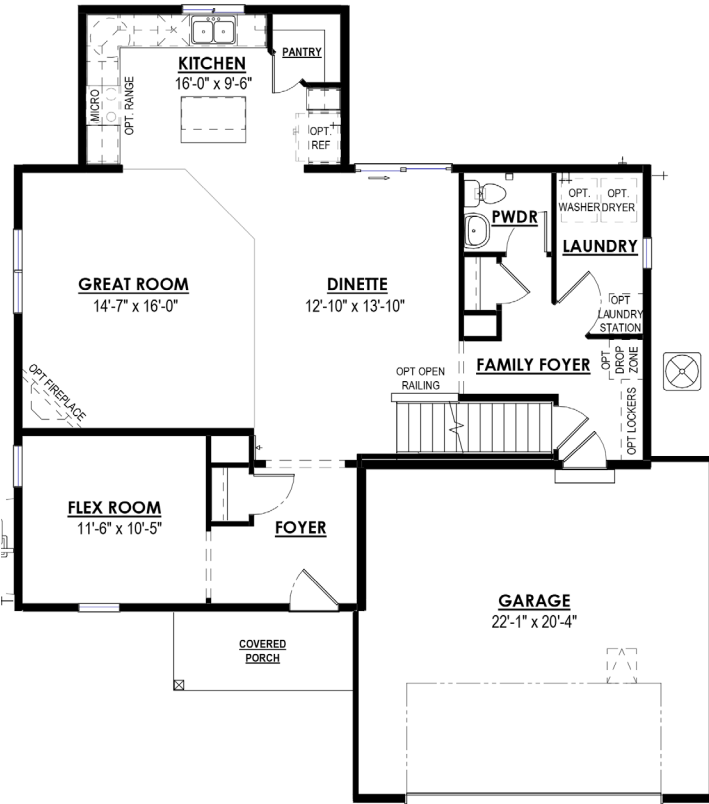 PANTRY
KITCHEN
16'-0" x 9'-6"
MICRO
OPT. RANGE
OPT.
REF
OPT.
WASHER
OPT.
DRYER
PWDR
LAUNDRY
GREAT ROOM
14'-7" x 16'-0"
DINETTE
12'-10" x 13'-10"
OPT
LAUNDRY
STATION
OPT FIREPLACE
OPT OPEN
RAILING
FAMILY FOYER
OPT
DROP
ZONE
OPT LOCKERS
FLEX ROOM
11'-6" x 10'-5"
FOYER
GARAGE
22'-1" x 20'-4"
COVERED
PORCH